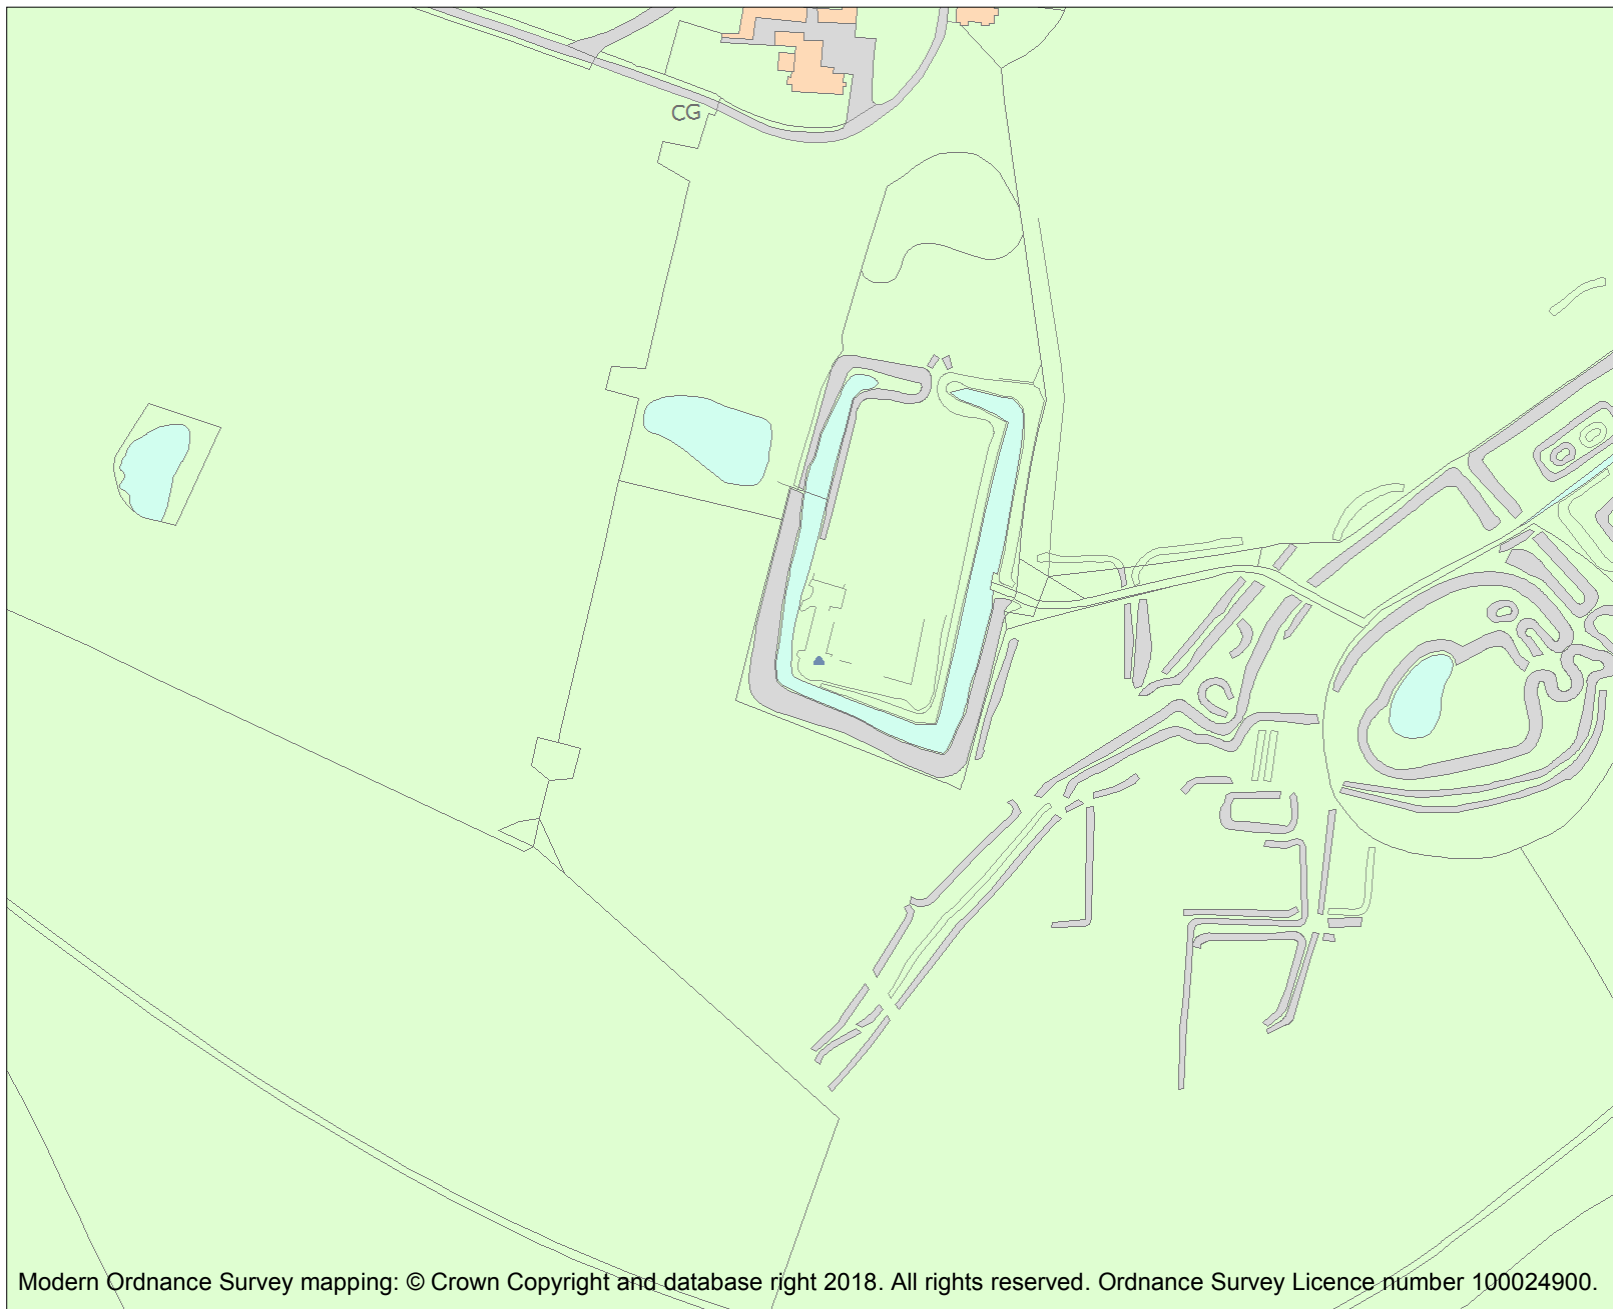 CG
Modern Ordnance Survey mapping: © Crown Copyright and database right 2018. All rights reserved. Ordnance Survey Licence number 100024900.